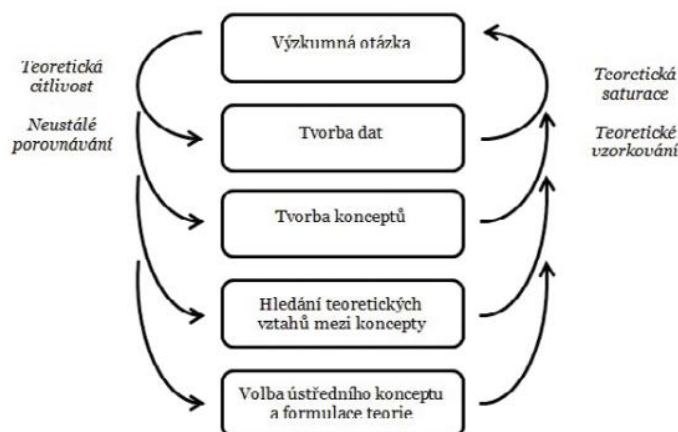 Výzkumná otázka
Teoretická
citlivost
Neustálé
porovnávání
Teoretická
saturace
Teoretické
vzorkování
Tvorba dat
Tvorba konceptů
Hledání teoretických
vztahů mezi koncepty
Volba ústředního konceptu
a formulace teorie